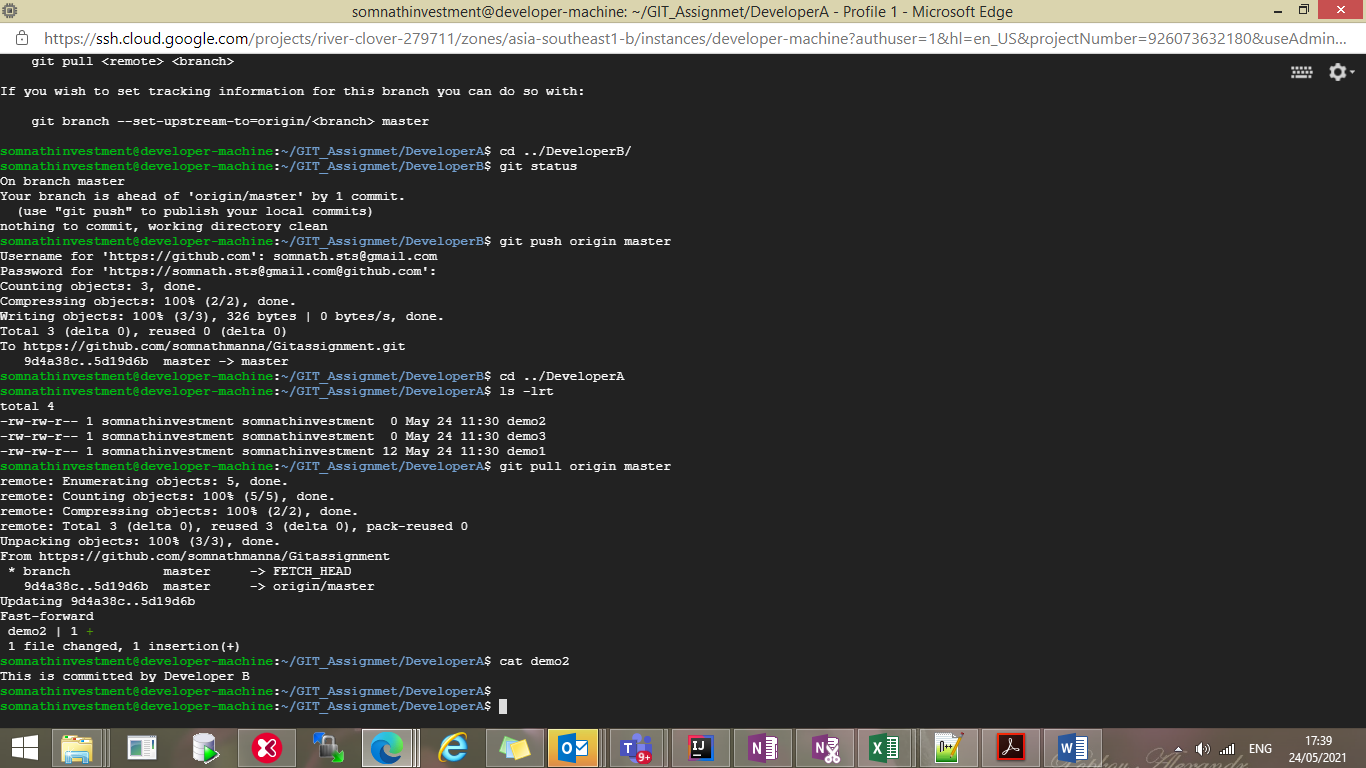 somnathinvestment@developer-machine: ~/GIT_Assignmet/DeveloperA - Profile 1 - Microsoft Edge
https://ssh.cloud.google.com/projects/river-clover-279711/zones/asia-southeast1-b/instances/developer-machine?authuser=1&hl=en_US&projectNumber=926073632180&useAdmin...
    git pull <remote> <branch>
If you wish to set tracking information for this branch you can do so with:
    git branch --set-upstream-to=origin/<branch> master
somnathinvestment@developer-machine:~/GIT_Assignmet/DeveloperA$ cd ../DeveloperB/
somnathinvestment@developer-machine:~/GIT_Assignmet/DeveloperB$ git status
On branch master
Your branch is ahead of 'origin/master' by 1 commit.
  (use "git push" to publish your local commits)
nothing to commit, working directory clean
somnathinvestment@developer-machine:~/GIT_Assignmet/DeveloperB$ git push origin master
Username for 'https://github.com': somnath.sts@gmail.com
Password for 'https://somnath.sts@gmail.com@github.com':
Counting objects: 3, done.
Compressing objects: 100% (2/2), done.
Writing objects: 100% (3/3), 326 bytes | 0 bytes/s, done.
Total 3 (delta 0), reused 0 (delta 0)
To https://github.com/somnathmanna/Gitassignment.git
   9d4a38c..5d19d6b  master -> master
somnathinvestment@developer-machine:~/GIT_Assignmet/DeveloperB$ cd ../DeveloperA
somnathinvestment@developer-machine:~/GIT_Assignmet/DeveloperA$ ls -lrt
total 4
-rw-rw-r-- 1 somnathinvestment somnathinvestment  0 May 24 11:30 demo2
-rw-rw-r-- 1 somnathinvestment somnathinvestment  0 May 24 11:30 demo3
-rw-rw-r-- 1 somnathinvestment somnathinvestment 12 May 24 11:30 demo1
somnathinvestment@developer-machine:~/GIT_Assignmet/DeveloperA$ git pull origin master
remote: Enumerating objects: 5, done.
remote: Counting objects: 100% (5/5), done.
remote: Compressing objects: 100% (2/2), done.
remote: Total 3 (delta 0), reused 3 (delta 0), pack-reused 0
Unpacking objects: 100% (3/3), done.
From https://github.com/somnathmanna/Gitassignment
 * branch            master     -> FETCH_HEAD
   9d4a38c..5d19d6b  master     -> origin/master
Updating 9d4a38c..5d19d6b
Fast-forward
 demo2 | 1 +
 1 file changed, 1 insertion(+)
somnathinvestment@developer-machine:~/GIT_Assignmet/DeveloperA$ cat demo2
This is committed by Developer B
somnathinvestment@developer-machine:~/GIT_Assignmet/DeveloperA$
somnathinvestment@developer-machine:~/GIT_Assignmet/DeveloperA$
9+
ENG
17:39
24/05/2021